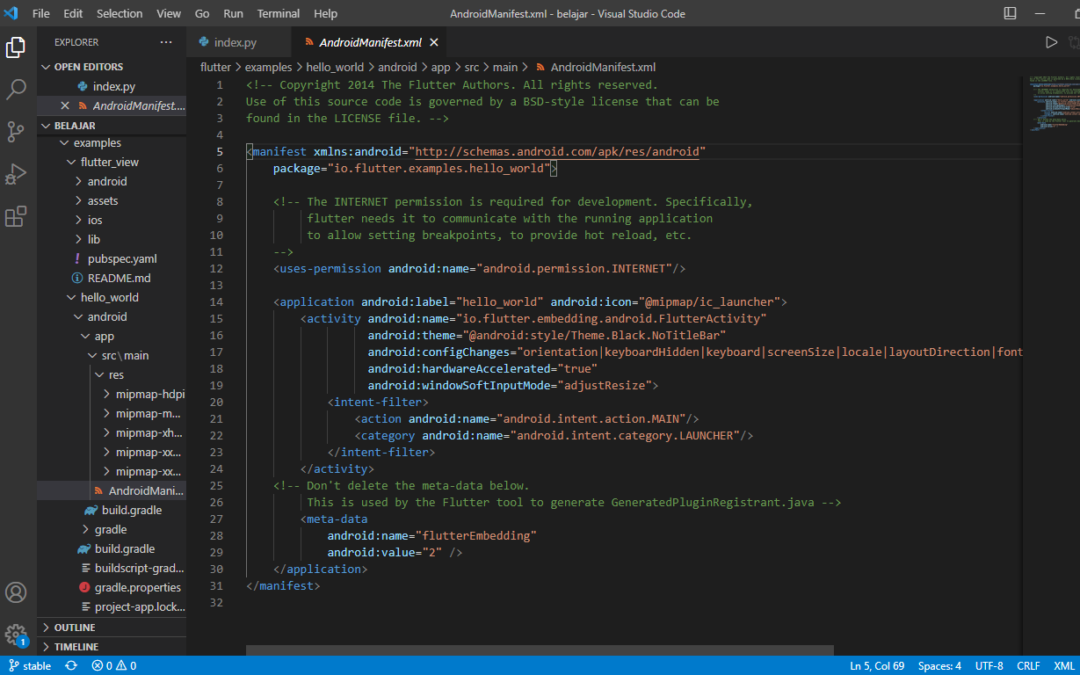 File Edit Selection View Go Run Terminal Help
AndroidManifest.xml - belajar - Visual Studio Code
EXPLORER
OPEN EDITORS
index.py
AndroidManifest....
BELAJAR
examples
flutter_view
android
assets
ios
lib
pubspec.yaml
README.md
hello_world
android
app
src\main
res
mipmap-hdpi
mipmap-m...
mipmap-xh...
mipmap-xx...
mipmap-xx...
AndroidMani...
build.gradle
gradle
build.gradle
buildscript-grad...
gradle.properties
project-app.lock...
OUTLINE
TIMELINE
index.py
AndroidManifest.xml
flutter > examples > hello_world > android > app > src > main > AndroidManifest.xml
1 <!-- Copyright 2014 The Flutter Authors. All rights reserved.
2 Use of this source code is governed by a BSD-style license that can be
3 found in the LICENSE file. -->
4
5 <manifest xmlns:android="http://schemas.android.com/apk/res/android"
6 package="io.flutter.examples.hello_world">
7
8 <!-- The INTERNET permission is required for development. Specifically,
9 flutter needs it to communicate with the running application
10 to allow setting breakpoints, to provide hot reload, etc.
11 -->
12 <uses-permission android:name="android.permission.INTERNET"/>
13
14 <application android:label="hello_world" android:icon="@mipmap/ic_launcher">
15 <activity android:name="io.flutter.embedding.android.FlutterActivity"
16 android:theme="@android:style/Theme.Black.NoTitleBar"
17 android:configChanges="orientation|keyboardHidden|keyboard|screenSize|locale|layoutDirection|font
18 android:hardwareAccelerated="true"
19 android:windowSoftInputMode="adjustResize">
20 <intent-filter>
21 <action android:name="android.intent.action.MAIN"/>
22 <category android:name="android.intent.category.LAUNCHER"/>
23 </intent-filter>
24 </activity>
25 <!-- Don't delete the meta-data below.
26 This is used by the Flutter tool to generate GeneratedPluginRegistrant.java -->
27 <meta-data
28 android:name="flutterEmbedding"
29 android:value="2" />
30 </application>
31 </manifest>
32
1
stable
0 0
Ln 5, Col 69 Spaces: 4 UTF-8 CRLF XML